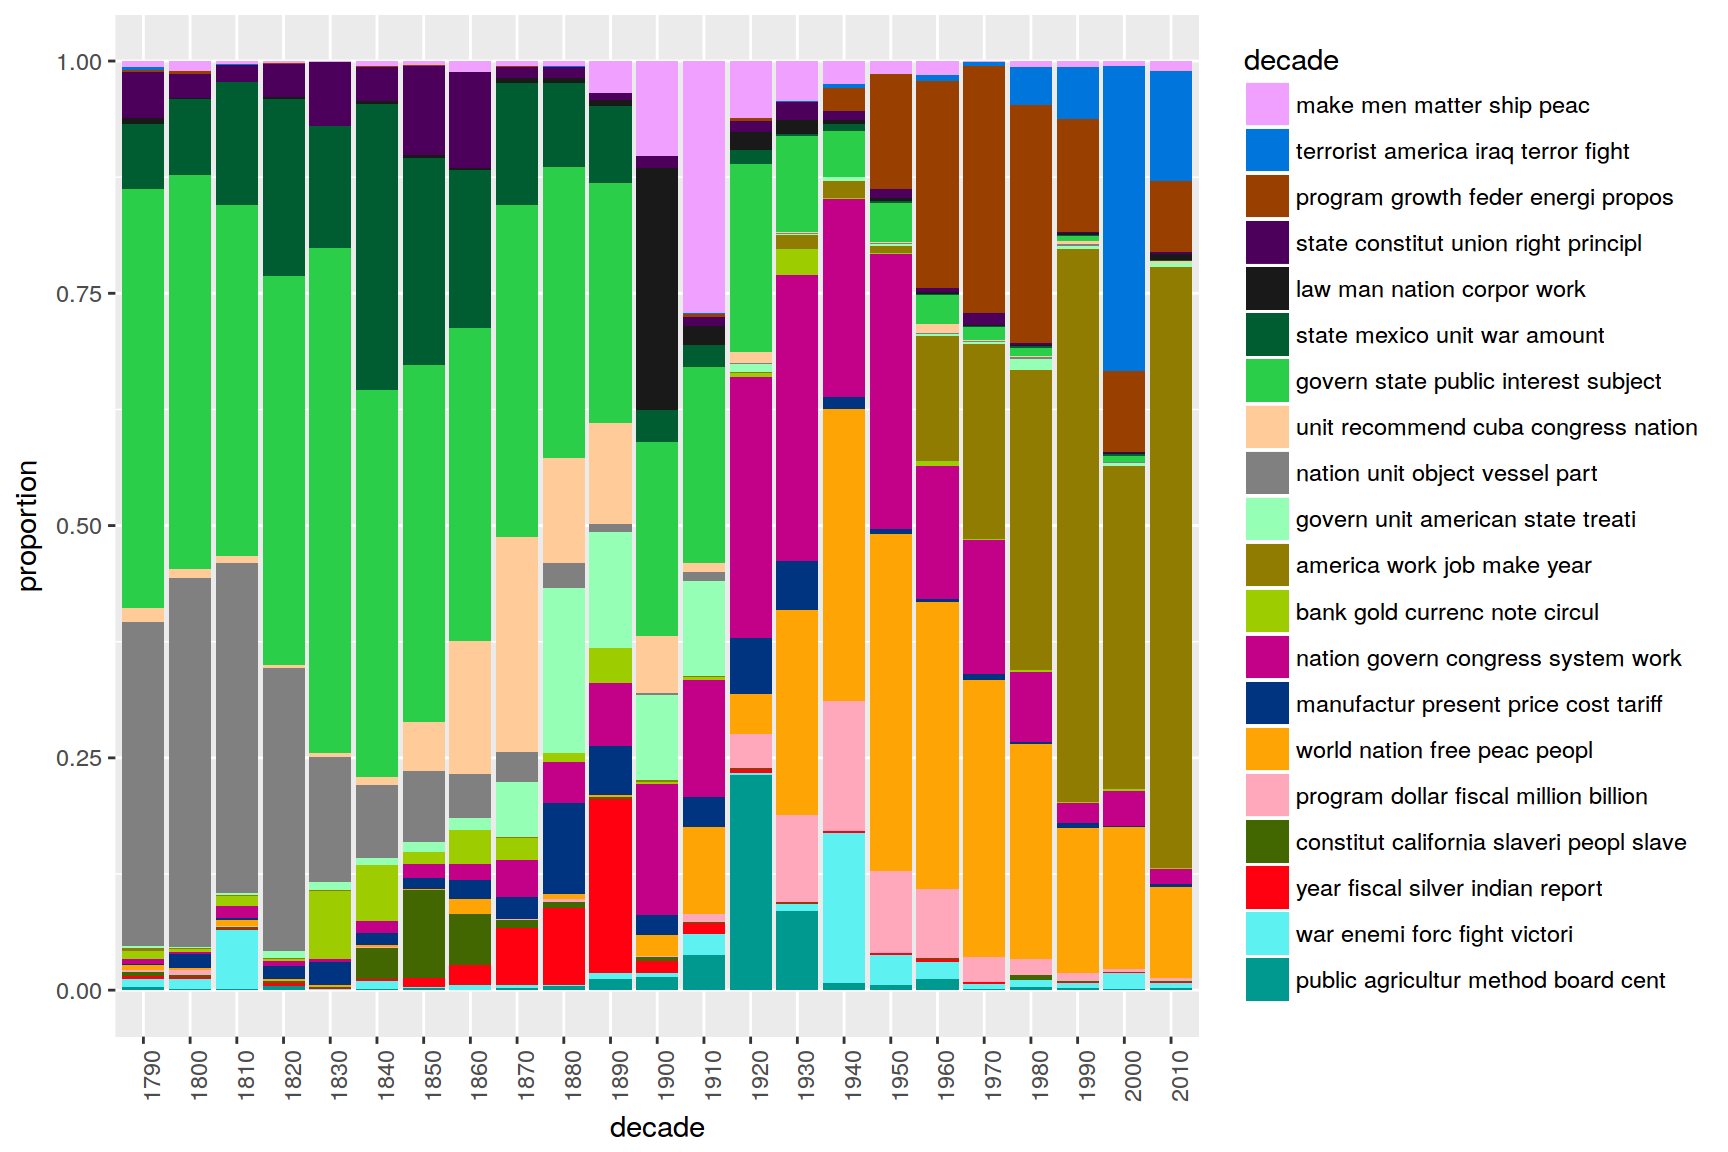 decade
make men matter ship peac
terrorist america iraq terror fight
program growth feder energi propos
state constitut union right principl
law man nation corpor work
state mexico unit war amount
govern state public interest subject
unit recommend cuba congress nation
nation unit object vessel part
govern unit american state treati
america work job make year
bank gold currenc note circul
nation govern congress system work
manufactur present price cost tariff
world nation free peac peopl
program dollar fiscal million billion
constitut california slaveri peopl slave
year fiscal silver indian report
war enemi forc fight victori
public agricultur method board cent
proportion
1.00
0.75
0.50
0.25
0.00
1790
1800
1810
1820
1830
1840
1850
1860
1870
1880
1890
1900
1910
1920
1930
1940
1950
1960
1970
1980
1990
2000
2010
decade